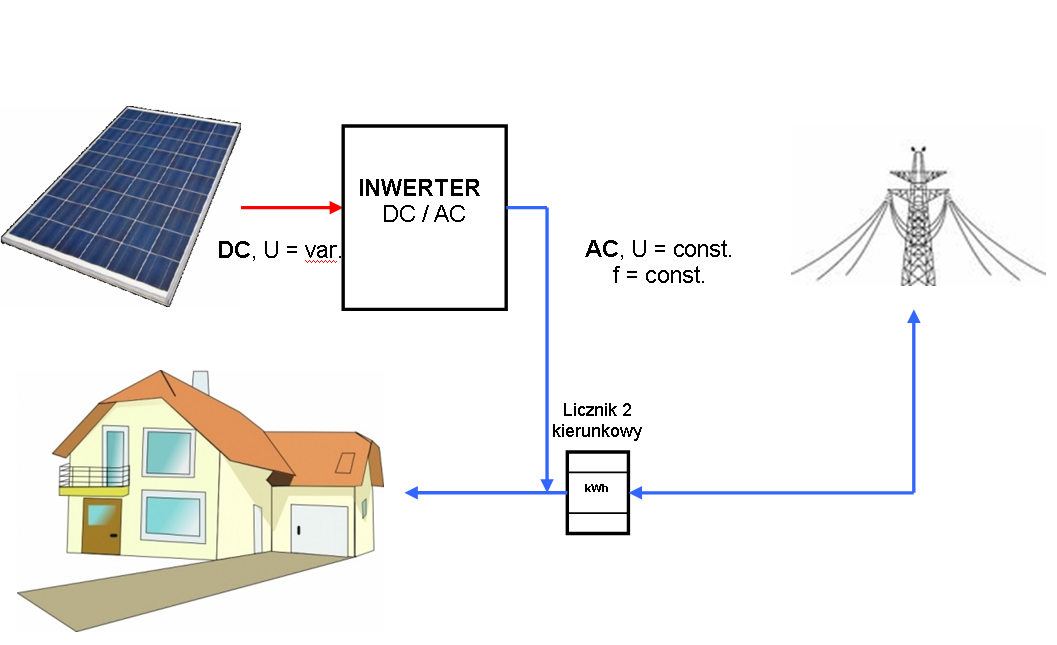 INWERTER
DC / AC
DC, U = var.
AC, U = const.
f = const.
Licznik 2
kierunkowy
kWh